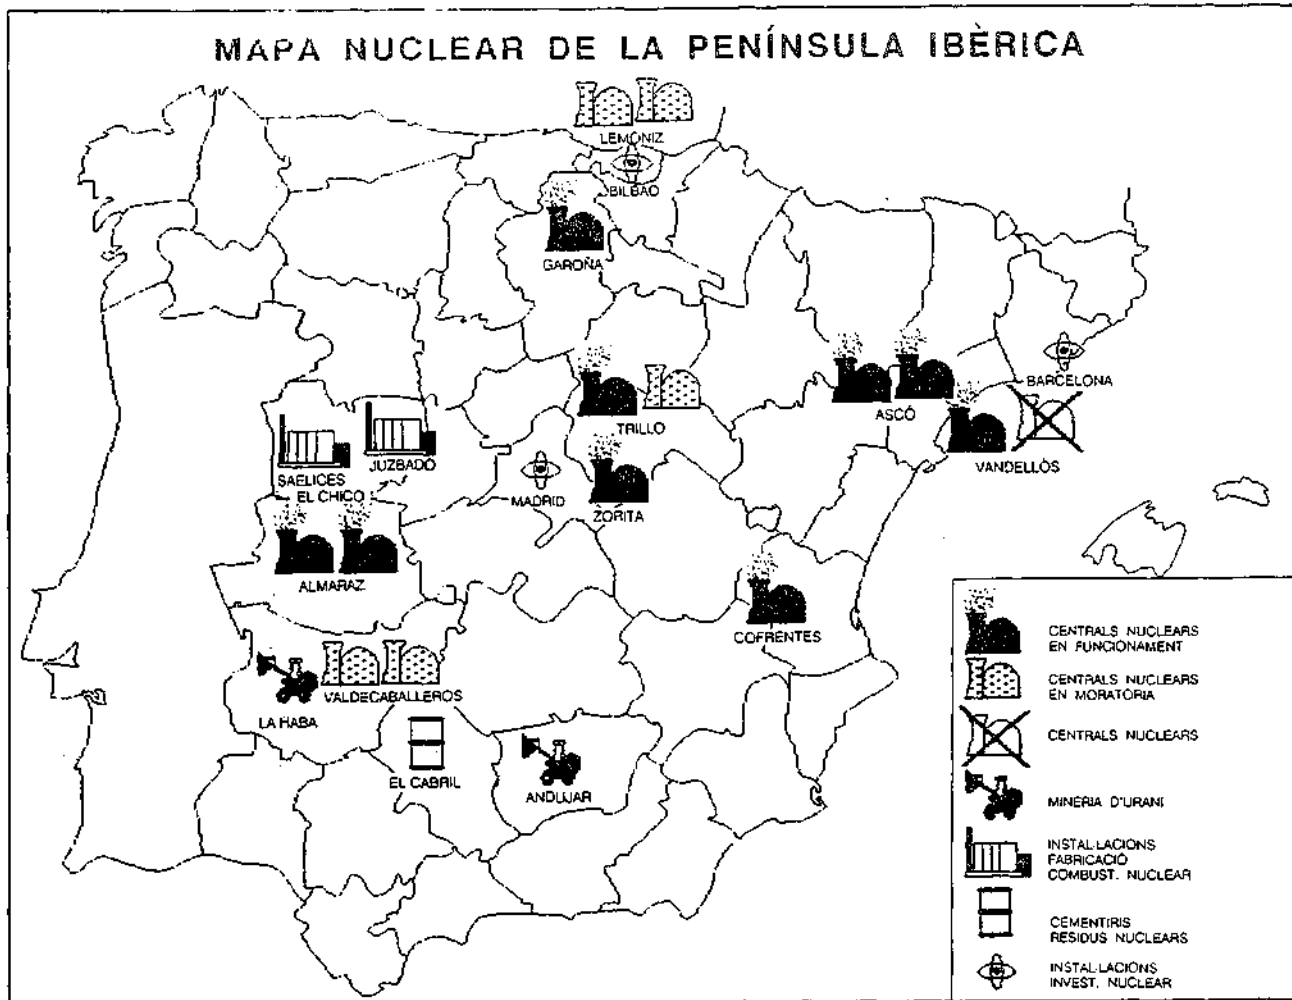 MAPA NUCLEAR DE LA PENÍNSULA IBÈRICA
LEMONIZ
BILBAO
GAROÑA
BARCELONA
ASCÓ
TRILLO
VANDELLÒS
JUZBADO
SAELICES
EL CHICO
MADRID
ZORITA
ALMARAZ
COFRENTES
VALDECABALLEROS
LA HABA
EL CABRIL
ANDUJAR
CENTRALS NUCLEARS
EN FUNCIONAMENT
CENTRALS NUCLEARS
EN MORATORIA
CENTRALS NUCLEARS
MINERIA D'URANI
INSTAL·LACIONS
FABRICACIÓ
COMBUST. NUCLEAR
CEMENTIRIS
RESIDUS NUCLEARS
INSTAL·LACIONS
INVEST. NUCLEAR